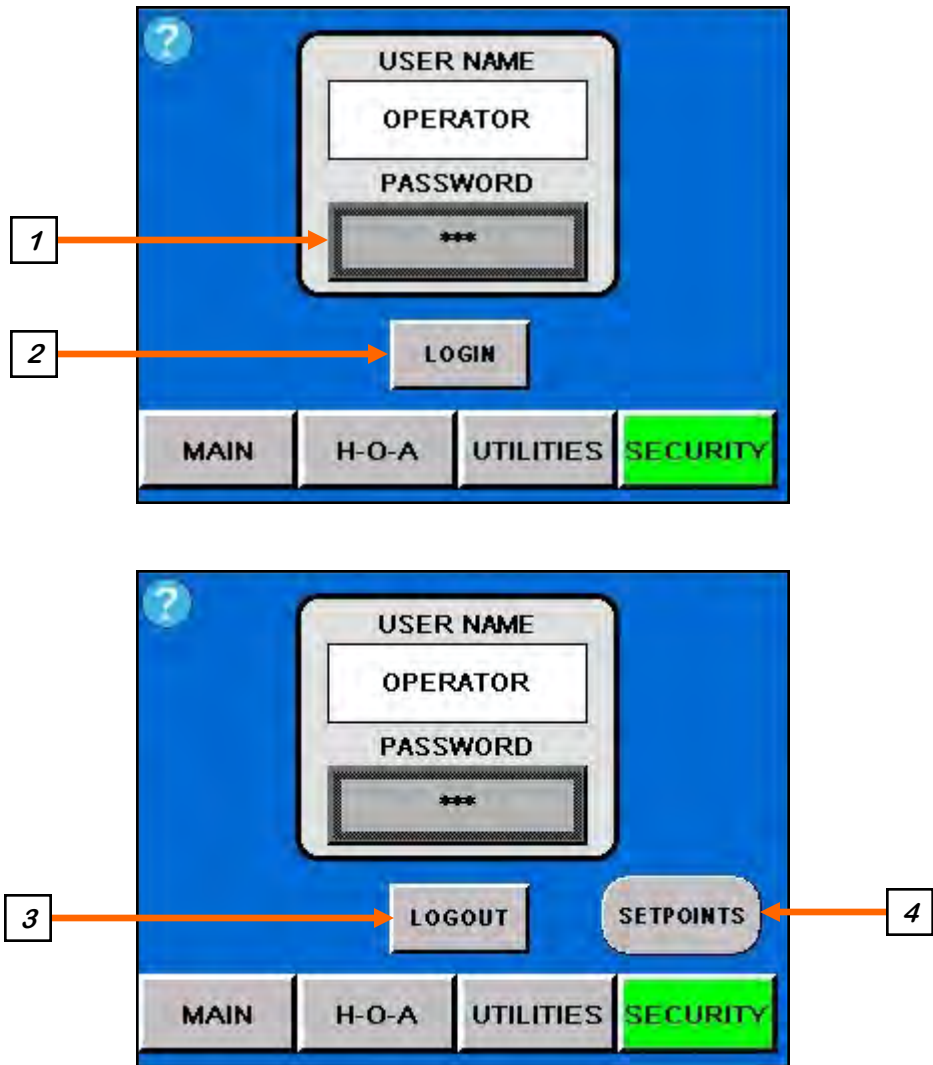 ?
USER NAME
OPERATOR
PASSWORD
1
***
2
LOGIN
MAIN H-O-A UTILITIES SECURITY
?
USER NAME
OPERATOR
PASSWORD
***
3
LOGOUT SETPOINTS
4
MAIN H-O-A UTILITIES SECURITY